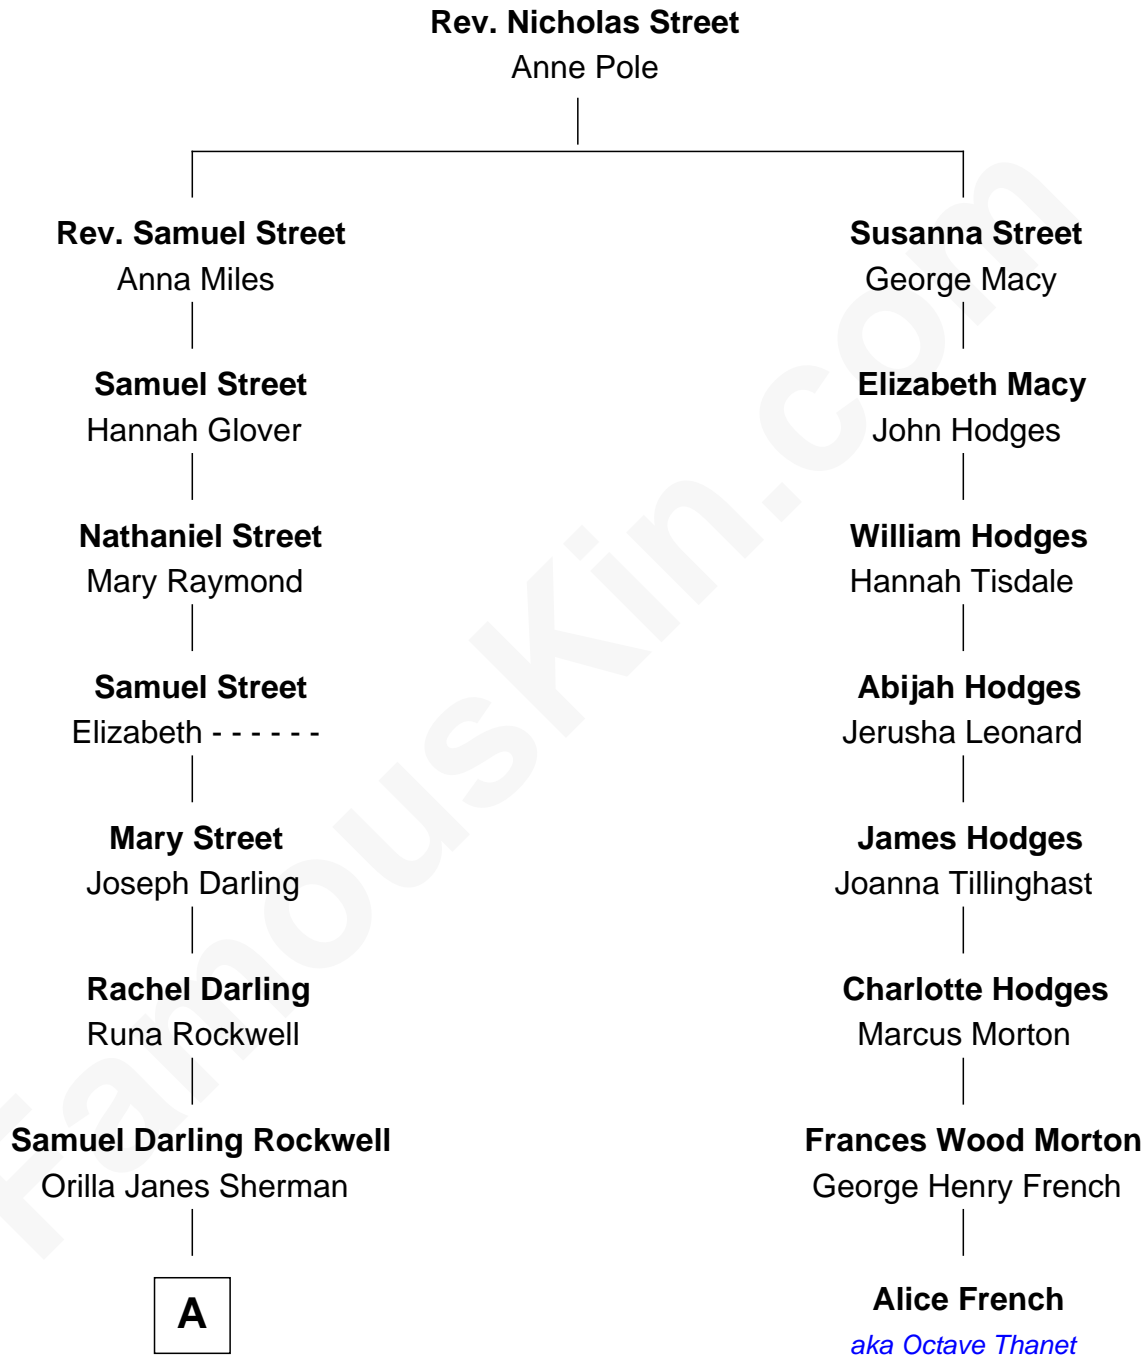 Rev. Nicholas Street
Anne Pole
Rev. Samuel Street
Anna Miles
Samuel Street
Hannah Glover
Nathaniel Street
Mary Raymond
Samuel Street
Elizabeth - - - - - -
Mary Street
Joseph Darling
Rachel Darling
Runa Rockwell
Samuel Darling Rockwell
Orilla Janes Sherman
A
Susanna Street
George Macy
Elizabeth Macy
John Hodges
William Hodges
Hannah Tisdale
Abijah Hodges
Jerusha Leonard
James Hodges
Joanna Tillinghast
Charlotte Hodges
Marcus Morton
Frances Wood Morton
George Henry French
Alice French
aka Octave Thanet
FamousKin.com